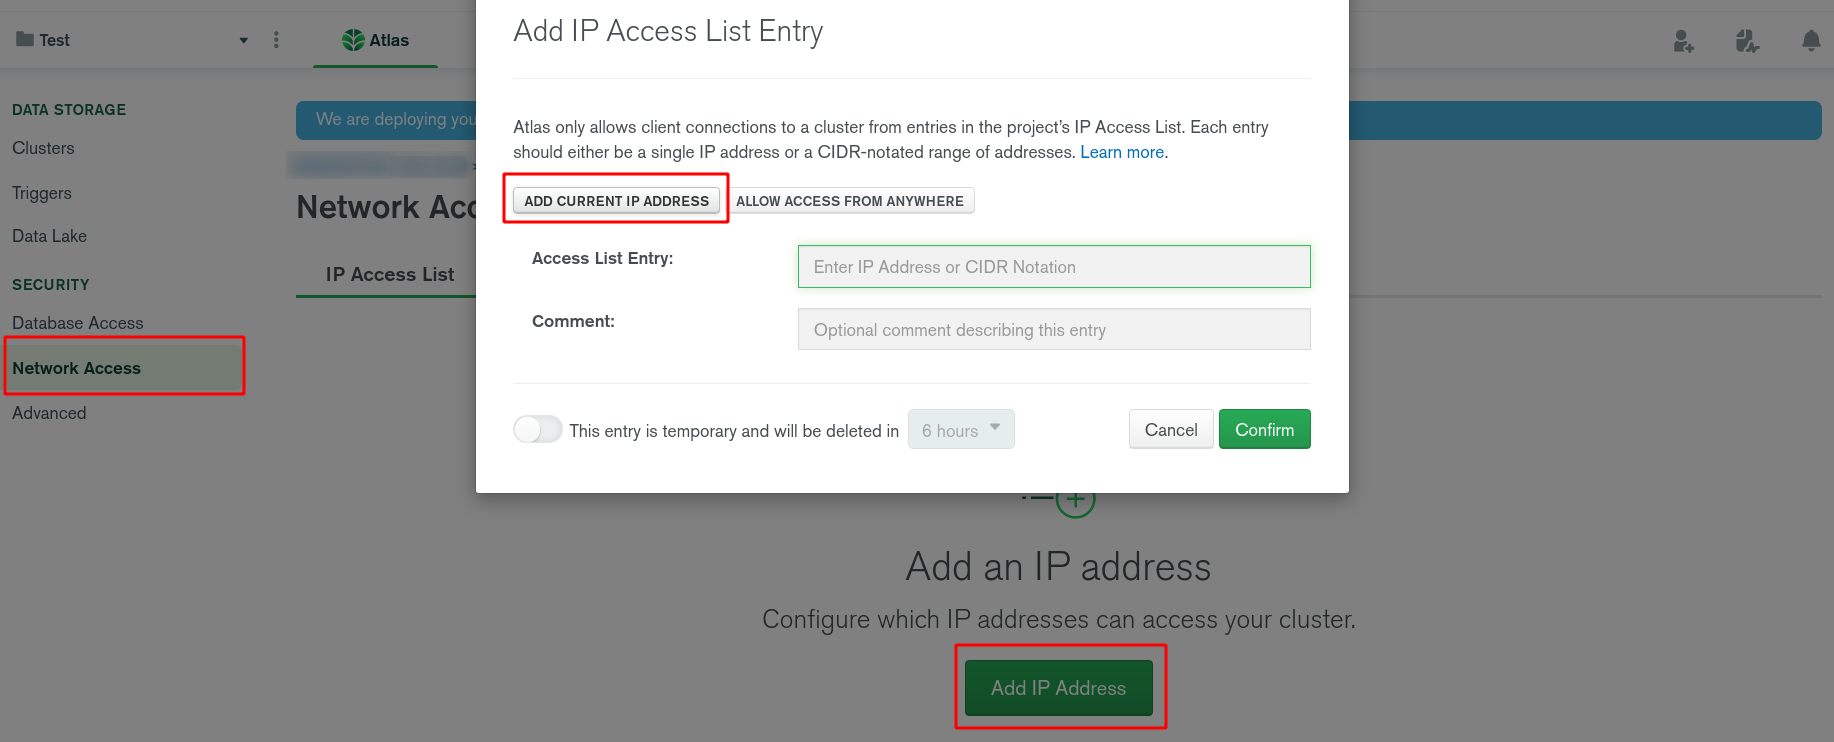 Test
Atlas
DATA STORAGE
Clusters
Triggers
Data Lake
SECURITY
Database Access
Network Access
Advanced
We are deploying you
Network Acc
IP Access List
Add IP Access List Entry
Atlas only allows client connections to a cluster from entries in the project's IP Access List. Each entry
should either be a single IP address or a CIDR-notated range of addresses. Learn more.
ADD CURRENT IP ADDRESS ALLOW ACCESS FROM ANYWHERE
Access List Entry: Enter IP Address or CIDR Notation
Comment: Optional comment describing this entry
This entry is temporary and will be deleted in 6 hours Cancel Confirm
Add an IP address
Configure which IP addresses can access your cluster.
Add IP Address